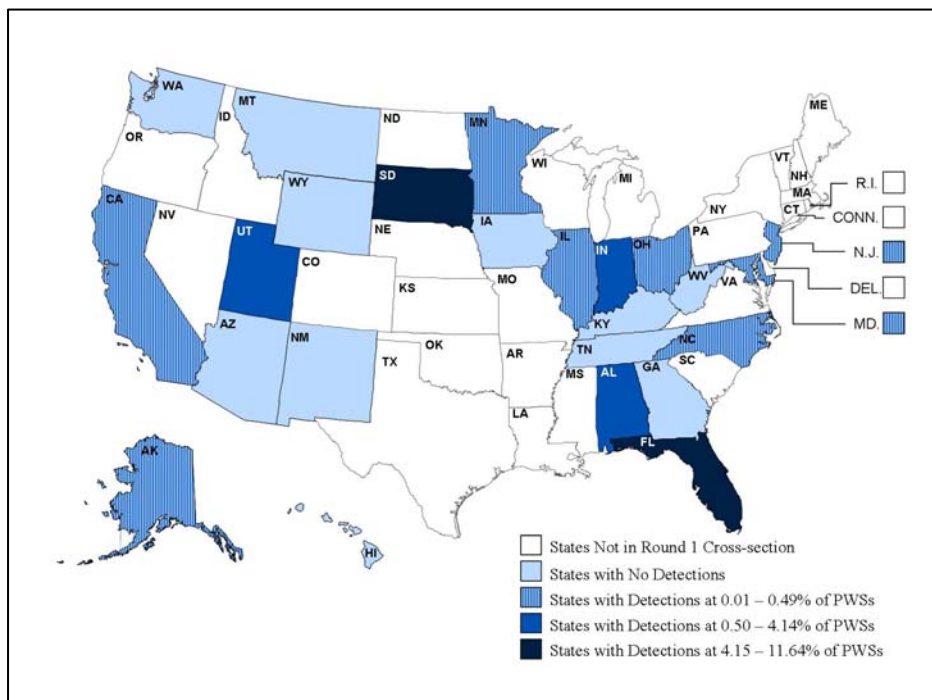 WA
MT
ND
MN
ME
ID
OR
WI
VT
NH
SD
MI
MA
R.I.
WY
NY
CT
CONN.
CA
IA
NV
NE
PA
N.J.
UT
IL
IN
OH
CO
WV
VA
DEL.
KS
MO
KY
MD.
AZ
NM
OK
TN
NC
TX
AR
SC
MS
AL
GA
LA
FL
AK
HI
States Not in Round 1 Cross-section
States with No Detections
States with Detections at 0.01 – 0.49% of PWSs
States with Detections at 0.50 – 4.14% of PWSs
States with Detections at 4.15 – 11.64% of PWSs